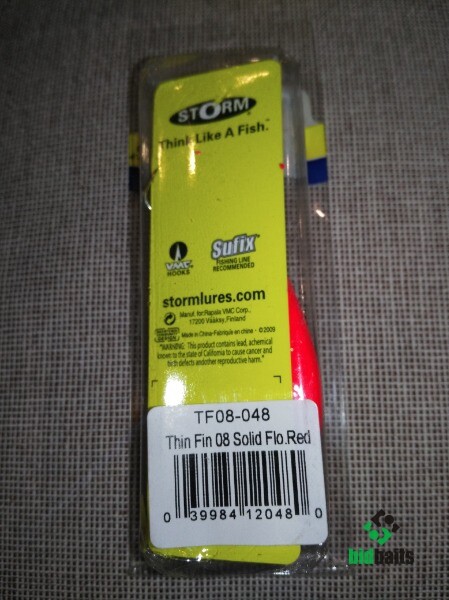 STORM
Think Like A Fish.™
VMC
HOOKS
Sufix
FISHING LINE
RECOMMENDED
stormlures.com
Manuf. for: Rapala VMC Corp.,
17200 Vääksy, Finland
Made in China-Fabriqué en chine · ©2009
"WARNING: This product contains lead, a chemical
known to the state of California to cause cancer and
birth defects and other reproductive harm."
TF08-048
Thin Fin 08 Solid Flo.Red
0 39984 12048 0
bidbaits